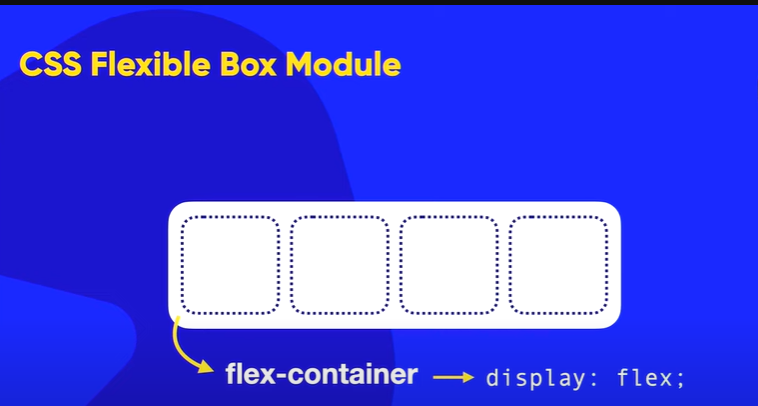 CSS Flexible Box Module
flex-container display: flex;